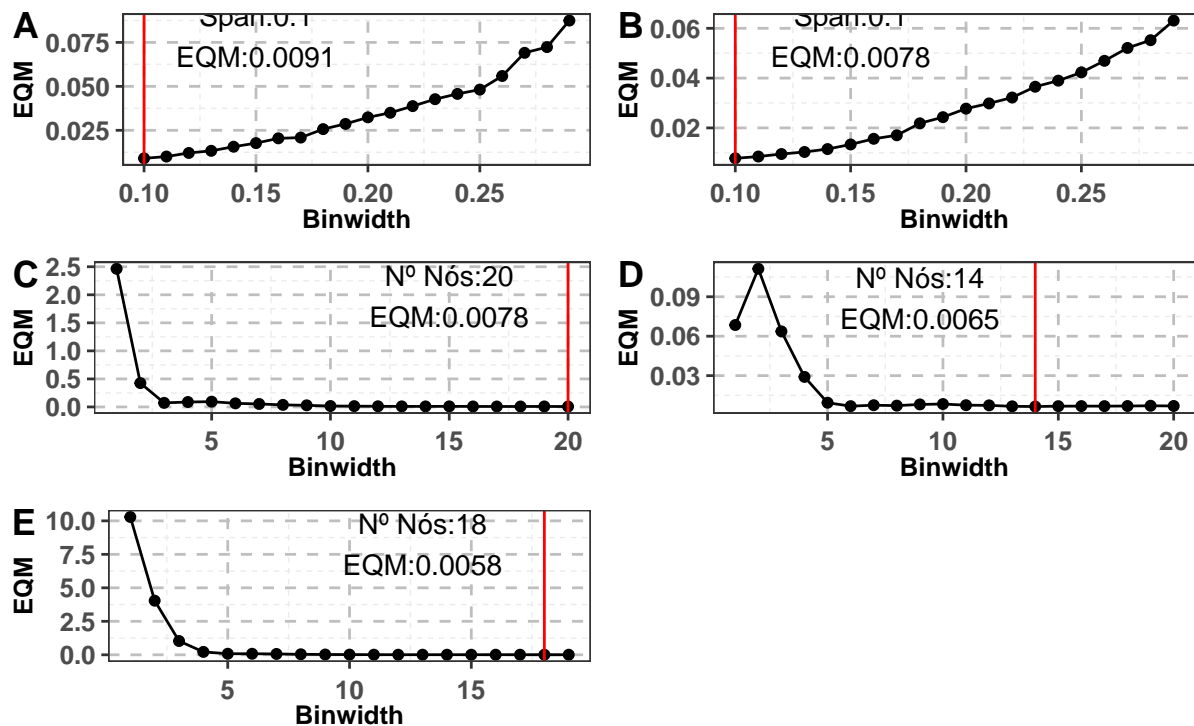 A
Span:0.1
EQM:0.0091
EQM
0.075
0.050
0.025
0.10 0.15 0.20 0.25
Binwidth
B
Span:0.1
EQM:0.0078
EQM
0.06
0.04
0.02
0.10 0.15 0.20 0.25
Binwidth
C
Nº Nós:20
EQM:0.0078
EQM
2.5
2.0
1.5
1.0
0.5
0.0
5 10 15 20
Binwidth
D
Nº Nós:14
EQM:0.0065
EQM
0.09
0.06
0.03
5 10 15 20
Binwidth
E
Nº Nós:18
EQM:0.0058
EQM
10.0
7.5
5.0
2.5
0.0
5 10 15
Binwidth